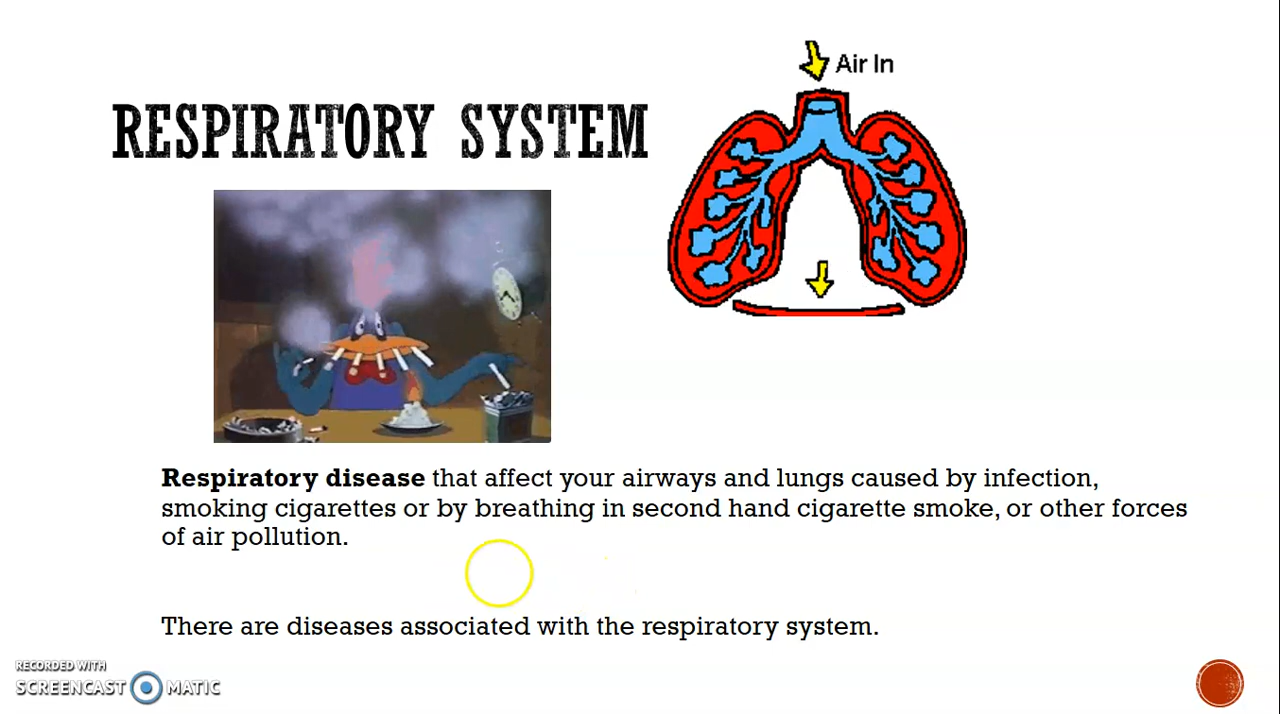 Air In
RESPIRATORY SYSTEM
Respiratory disease that affect your airways and lungs caused by infection,
smoking cigarettes or by breathing in second hand cigarette smoke, or other forces
of air pollution.
There are diseases associated with the respiratory system.
RECORDED WITH
SCREENCAST MATIC